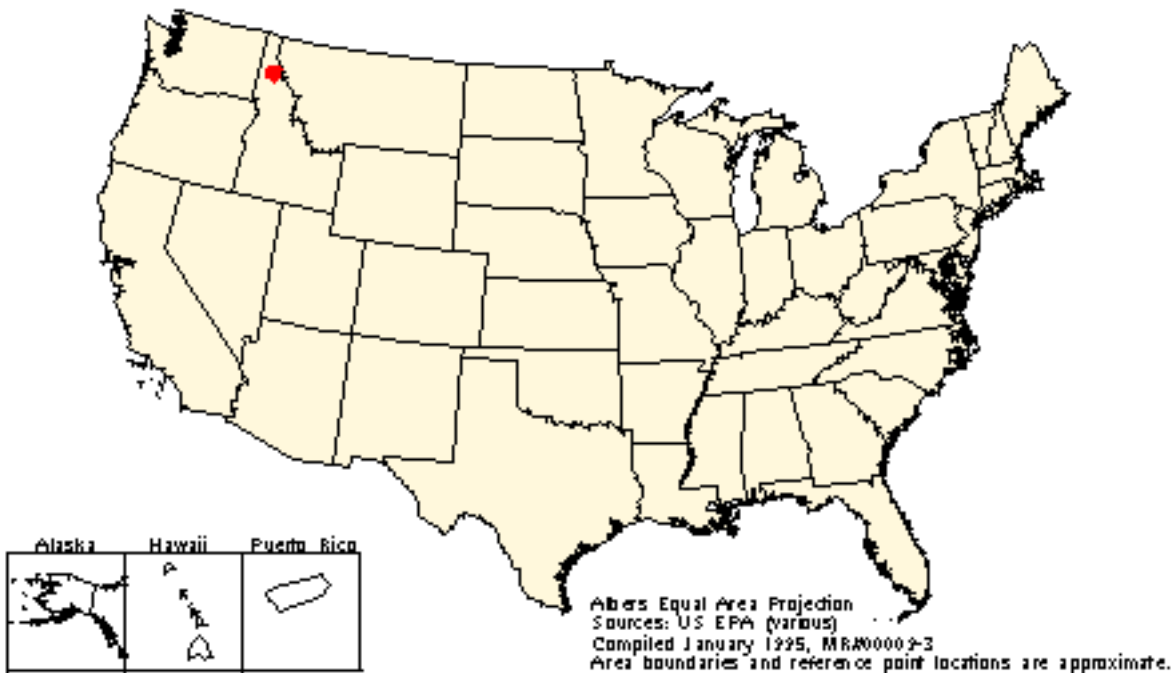 Alaska Hawaii Puerto Rico
Albers Equal Area Projection
Sources: US EPA (various)
Compiled January 1995, MR#00009-3
Area boundaries and reference point locations are approximate.